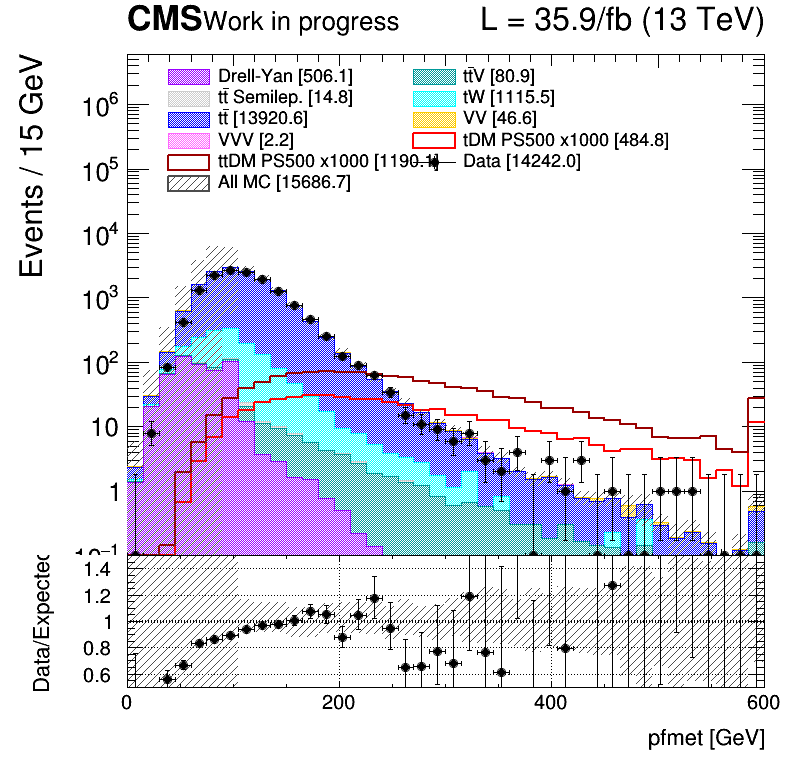 CMS Work in progress L = 35.9/fb (13 TeV)
Drell-Yan [506.1] tt̄V [80.9]
tt̄ Semilep. [14.8] tW [1115.5]
tt̄ [13920.6] VV [46.6]
VVV [2.2] tDM PS500 x1000 [484.8]
ttDM PS500 x1000 [1190.1] Data [14242.0]
All MC [15686.7]
Events / 15 GeV
10⁶
10⁵
10⁴
10³
10²
10
1
10⁻¹
Data/Expected
1.4
1.2
1
0.8
0.6
0 200 400 600
pfmet [GeV]